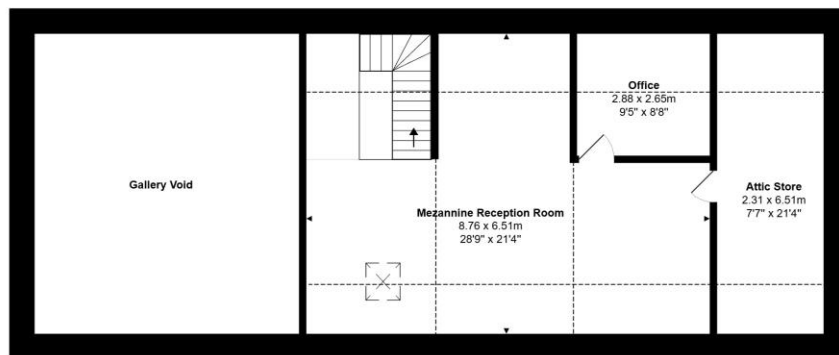 Office
2.88 x 2.65m
9'5" x 8'8"
Gallery Void
Mezannine Reception Room
8.76 x 6.51m
28'9" x 21'4"
Attic Store
2.31 x 6.51m
7'7" x 21'4"